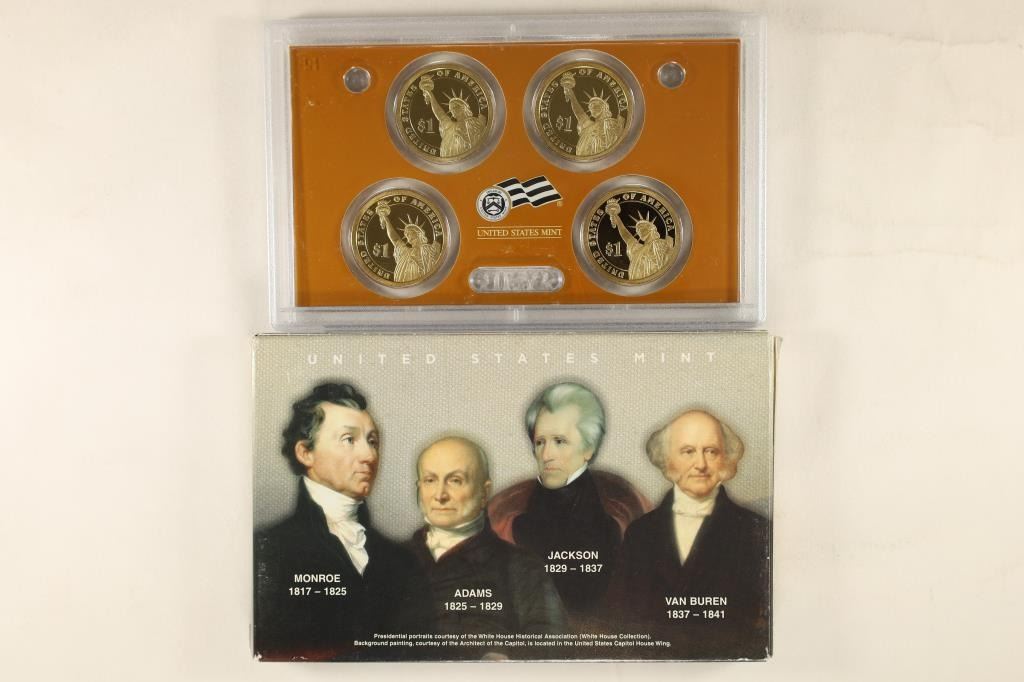 UNITED STATES OF AMERICA
$1
UNITED STATES OF AMERICA
$1
UNITED STATES OF AMERICA
$1
UNITED STATES OF AMERICA
$1
UNITED STATES MINT
UNITED STATES MINT
MONROE
1817 – 1825
ADAMS
1825 – 1829
JACKSON
1829 – 1837
VAN BUREN
1837 – 1841
Presidential portraits courtesy of the White House Historical Association (White House Collection).
Background painting, courtesy of the Architect of the Capitol, is located in the United States Capitol House Wing.